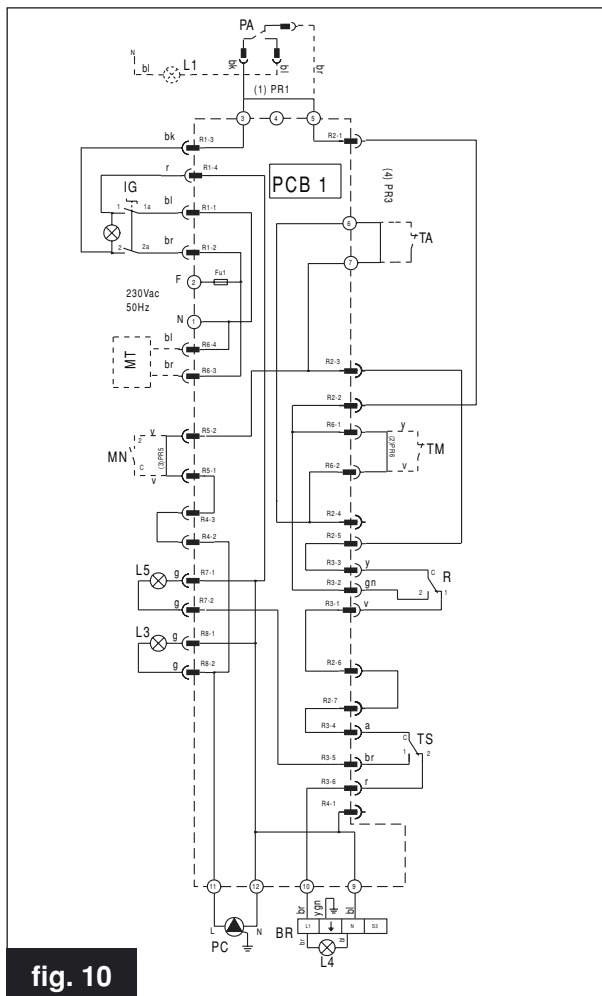 PA
N
bl
L1
bk
bl
br
(1) PR1
3
4
5
bk
R1-3
R2-1
r
R1-4
PCB 1
(4) PR3
IG
1
1a
bl
R1-1
6
TA
2
2a
br
R1-2
7
F
2
Fu1
230Vac
50Hz
N
1
bl
R6-4
MT
br
R6-3
R2-3
R2-2
2
v
R5-2
R6-1
y
MN
(3)PR5
(2)PR6
TM
C
v
R5-1
R6-2
v
R4-3
R2-4
R4-2
R2-5
L5
g
R7-1
R3-3
y
C
R
R3-2
gn
2
1
g
R7-2
R3-1
v
L3
g
R8-1
g
R8-2
R2-6
R2-7
R3-4
a
C
TS
1
2
R3-5
br
R3-6
r
R4-1
11
12
10
9
L
N
PC
br
y gn
bl
BR
L1
N
S3
br
bl
L4
fig. 10